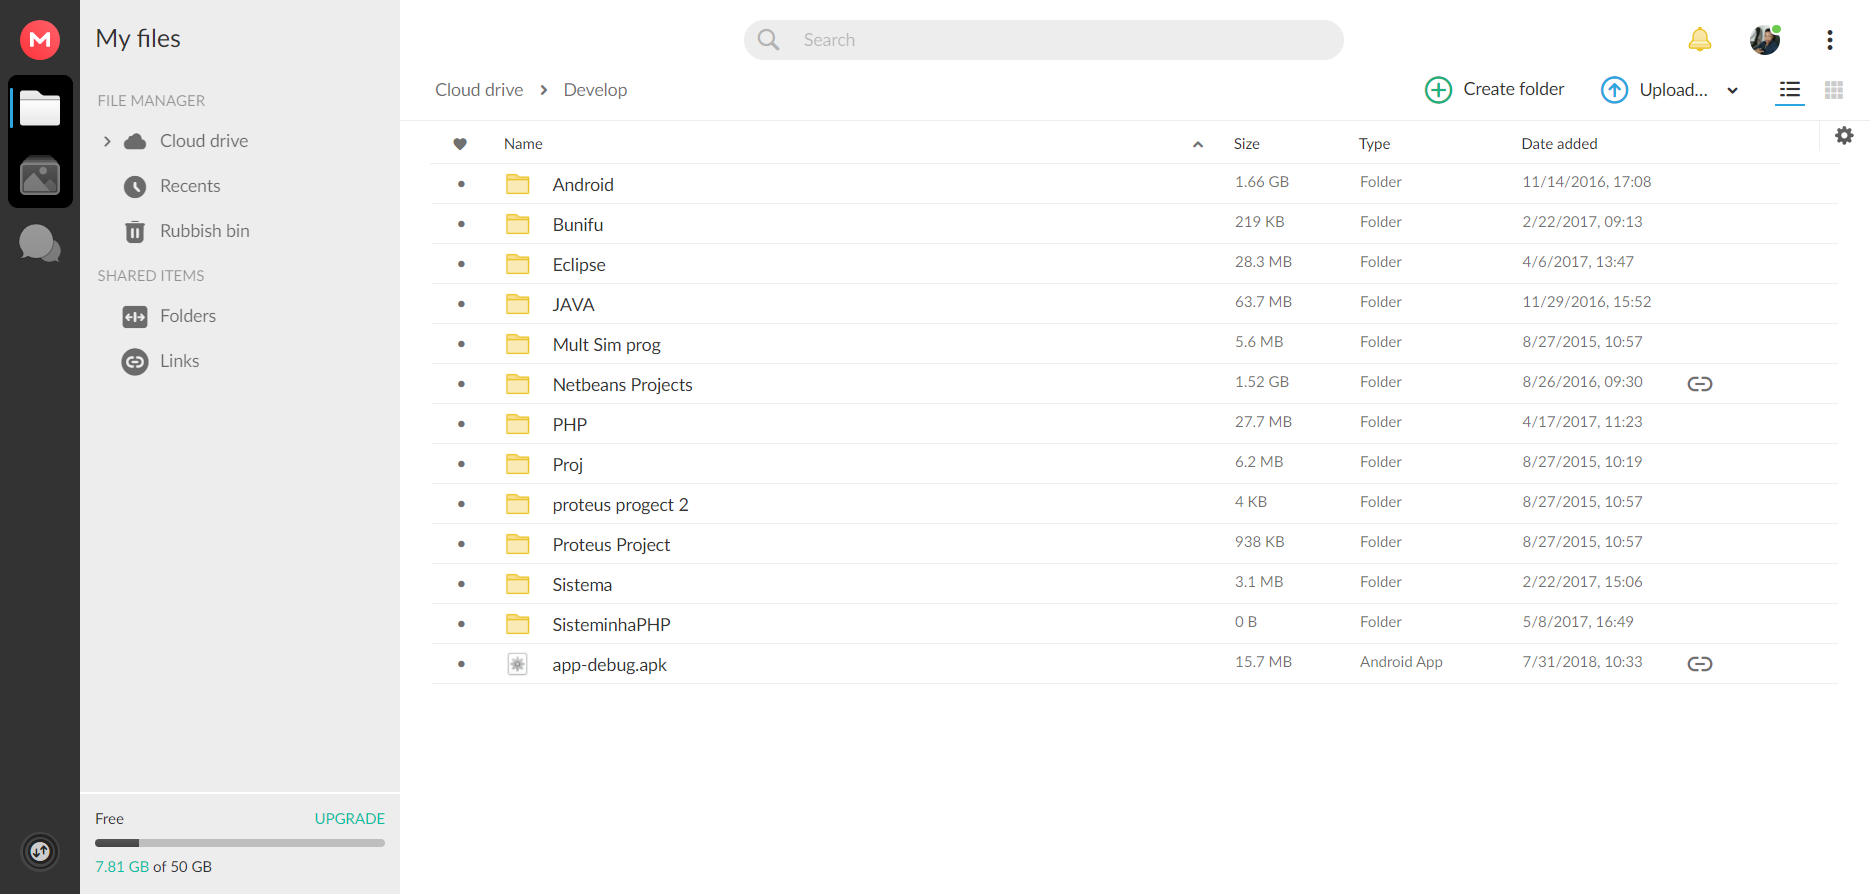 M
My files
Search
FILE MANAGER
Cloud drive
Recents
Rubbish bin
SHARED ITEMS
Folders
Links
Free UPGRADE
7.81 GB of 50 GB
Cloud drive > Develop
Create folder Upload...
Name Size Type Date added
Android 1.66 GB Folder 11/14/2016, 17:08
Bunifu 219 KB Folder 2/22/2017, 09:13
Eclipse 28.3 MB Folder 4/6/2017, 13:47
JAVA 63.7 MB Folder 11/29/2016, 15:52
Mult Sim prog 5.6 MB Folder 8/27/2015, 10:57
Netbeans Projects 1.52 GB Folder 8/26/2016, 09:30
PHP 27.7 MB Folder 4/17/2017, 11:23
Proj 6.2 MB Folder 8/27/2015, 10:19
proteus progect 2 4 KB Folder 8/27/2015, 10:57
Proteus Project 938 KB Folder 8/27/2015, 10:57
Sistema 3.1 MB Folder 2/22/2017, 15:06
SisteminhaPHP 0 B Folder 5/8/2017, 16:49
app-debug.apk 15.7 MB Android App 7/31/2018, 10:33